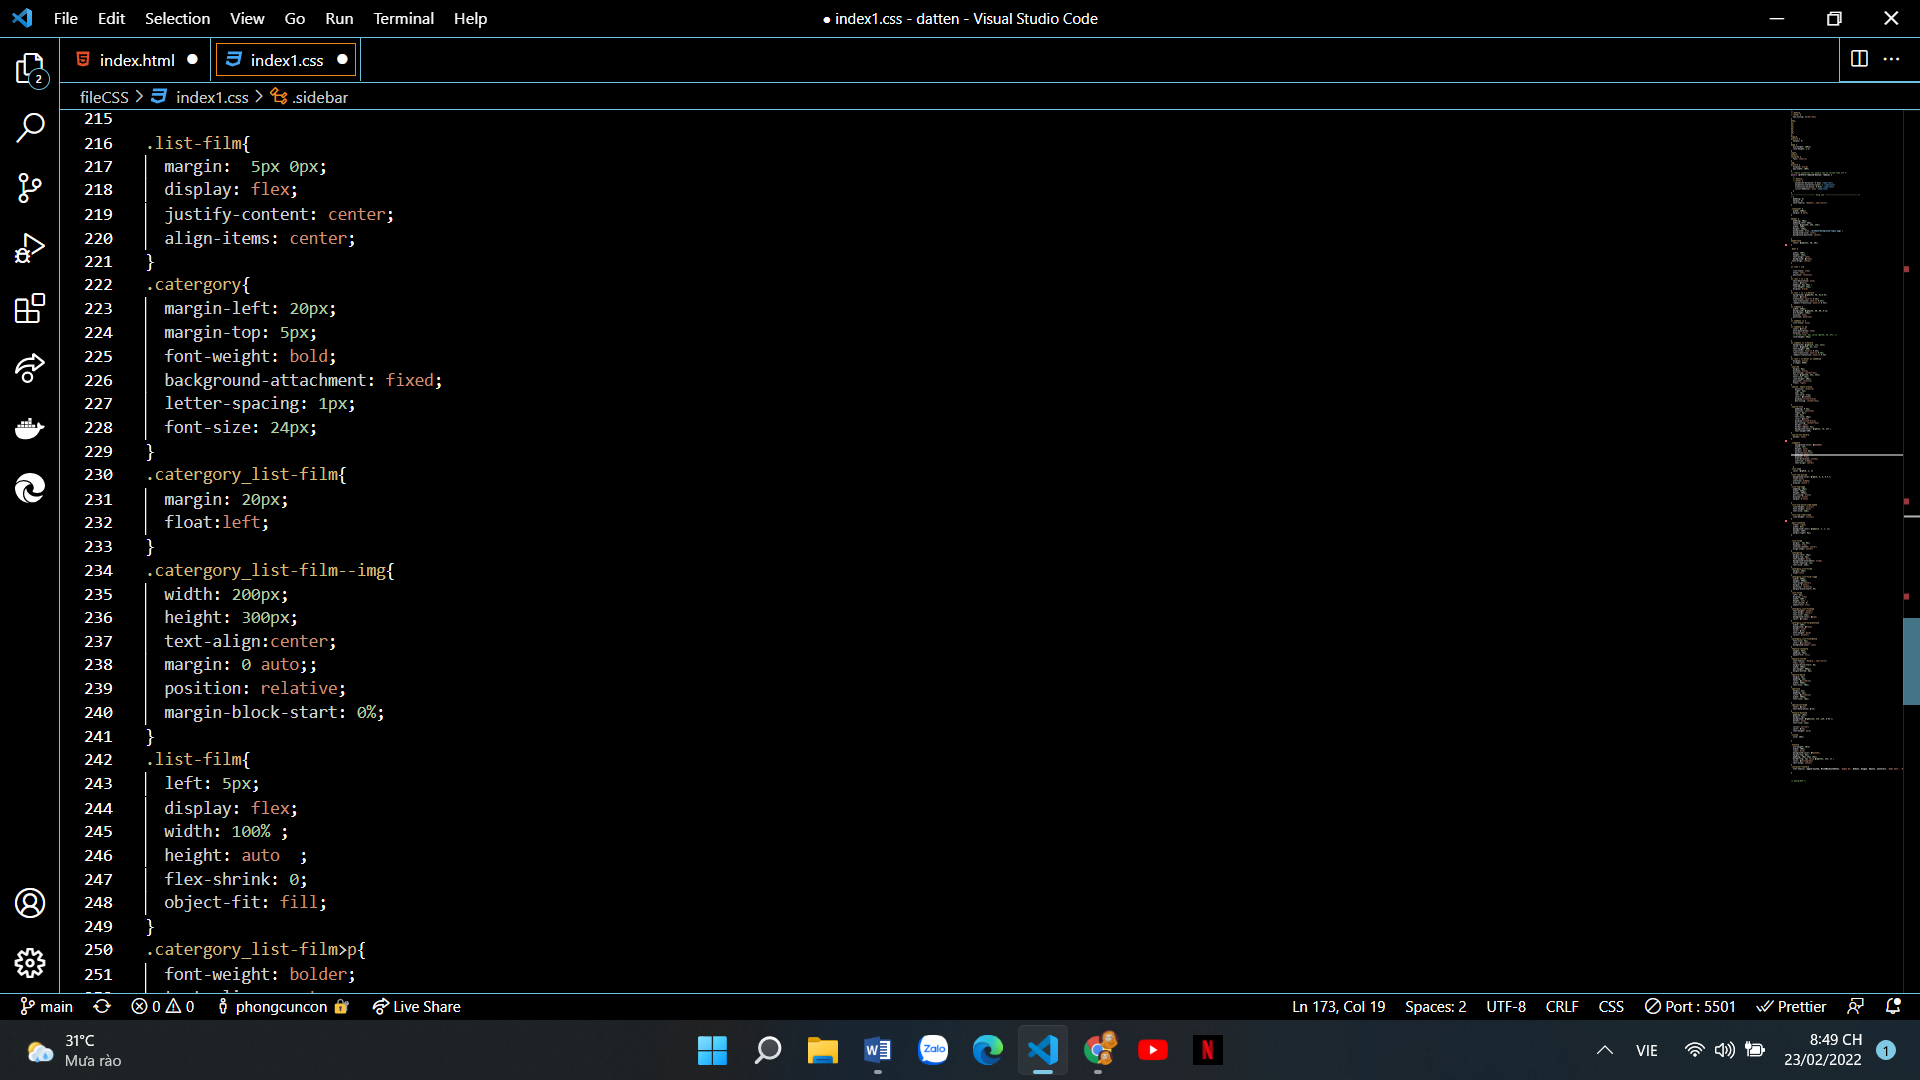 File Edit Selection View Go Run Terminal Help
● index1.css - datten - Visual Studio Code
index.html ●
index1.css ●
fileCSS > index1.css > .sidebar
215
216 .list-film{
217 margin:  5px 0px;
218 display: flex;
219 justify-content: center;
220 align-items: center;
221 }
222 .catergory{
223 margin-left: 20px;
224 margin-top: 5px;
225 font-weight: bold;
226 background-attachment: fixed;
227 letter-spacing: 1px;
228 font-size: 24px;
229 }
230 .catergory_list-film{
231 margin: 20px;
232 float:left;
233 }
234 .catergory_list-film--img{
235 width: 200px;
236 height: 300px;
237 text-align:center;
238 margin: 0 auto;;
239 position: relative;
240 margin-block-start: 0%;
241 }
242 .list-film{
243 left: 5px;
244 display: flex;
245 width: 100% ;
246 height: auto  ;
247 flex-shrink: 0;
248 object-fit: fill;
249 }
250 .catergory_list-film>p{
251 font-weight: bolder;
2
main 0 0 phongcuncon Live Share Ln 173, Col 19 Spaces: 2 UTF-8 CRLF CSS Port : 5501 Prettier
31°C
Mưa rào
Zalo
VIE
8:49 CH
23/02/2022
1